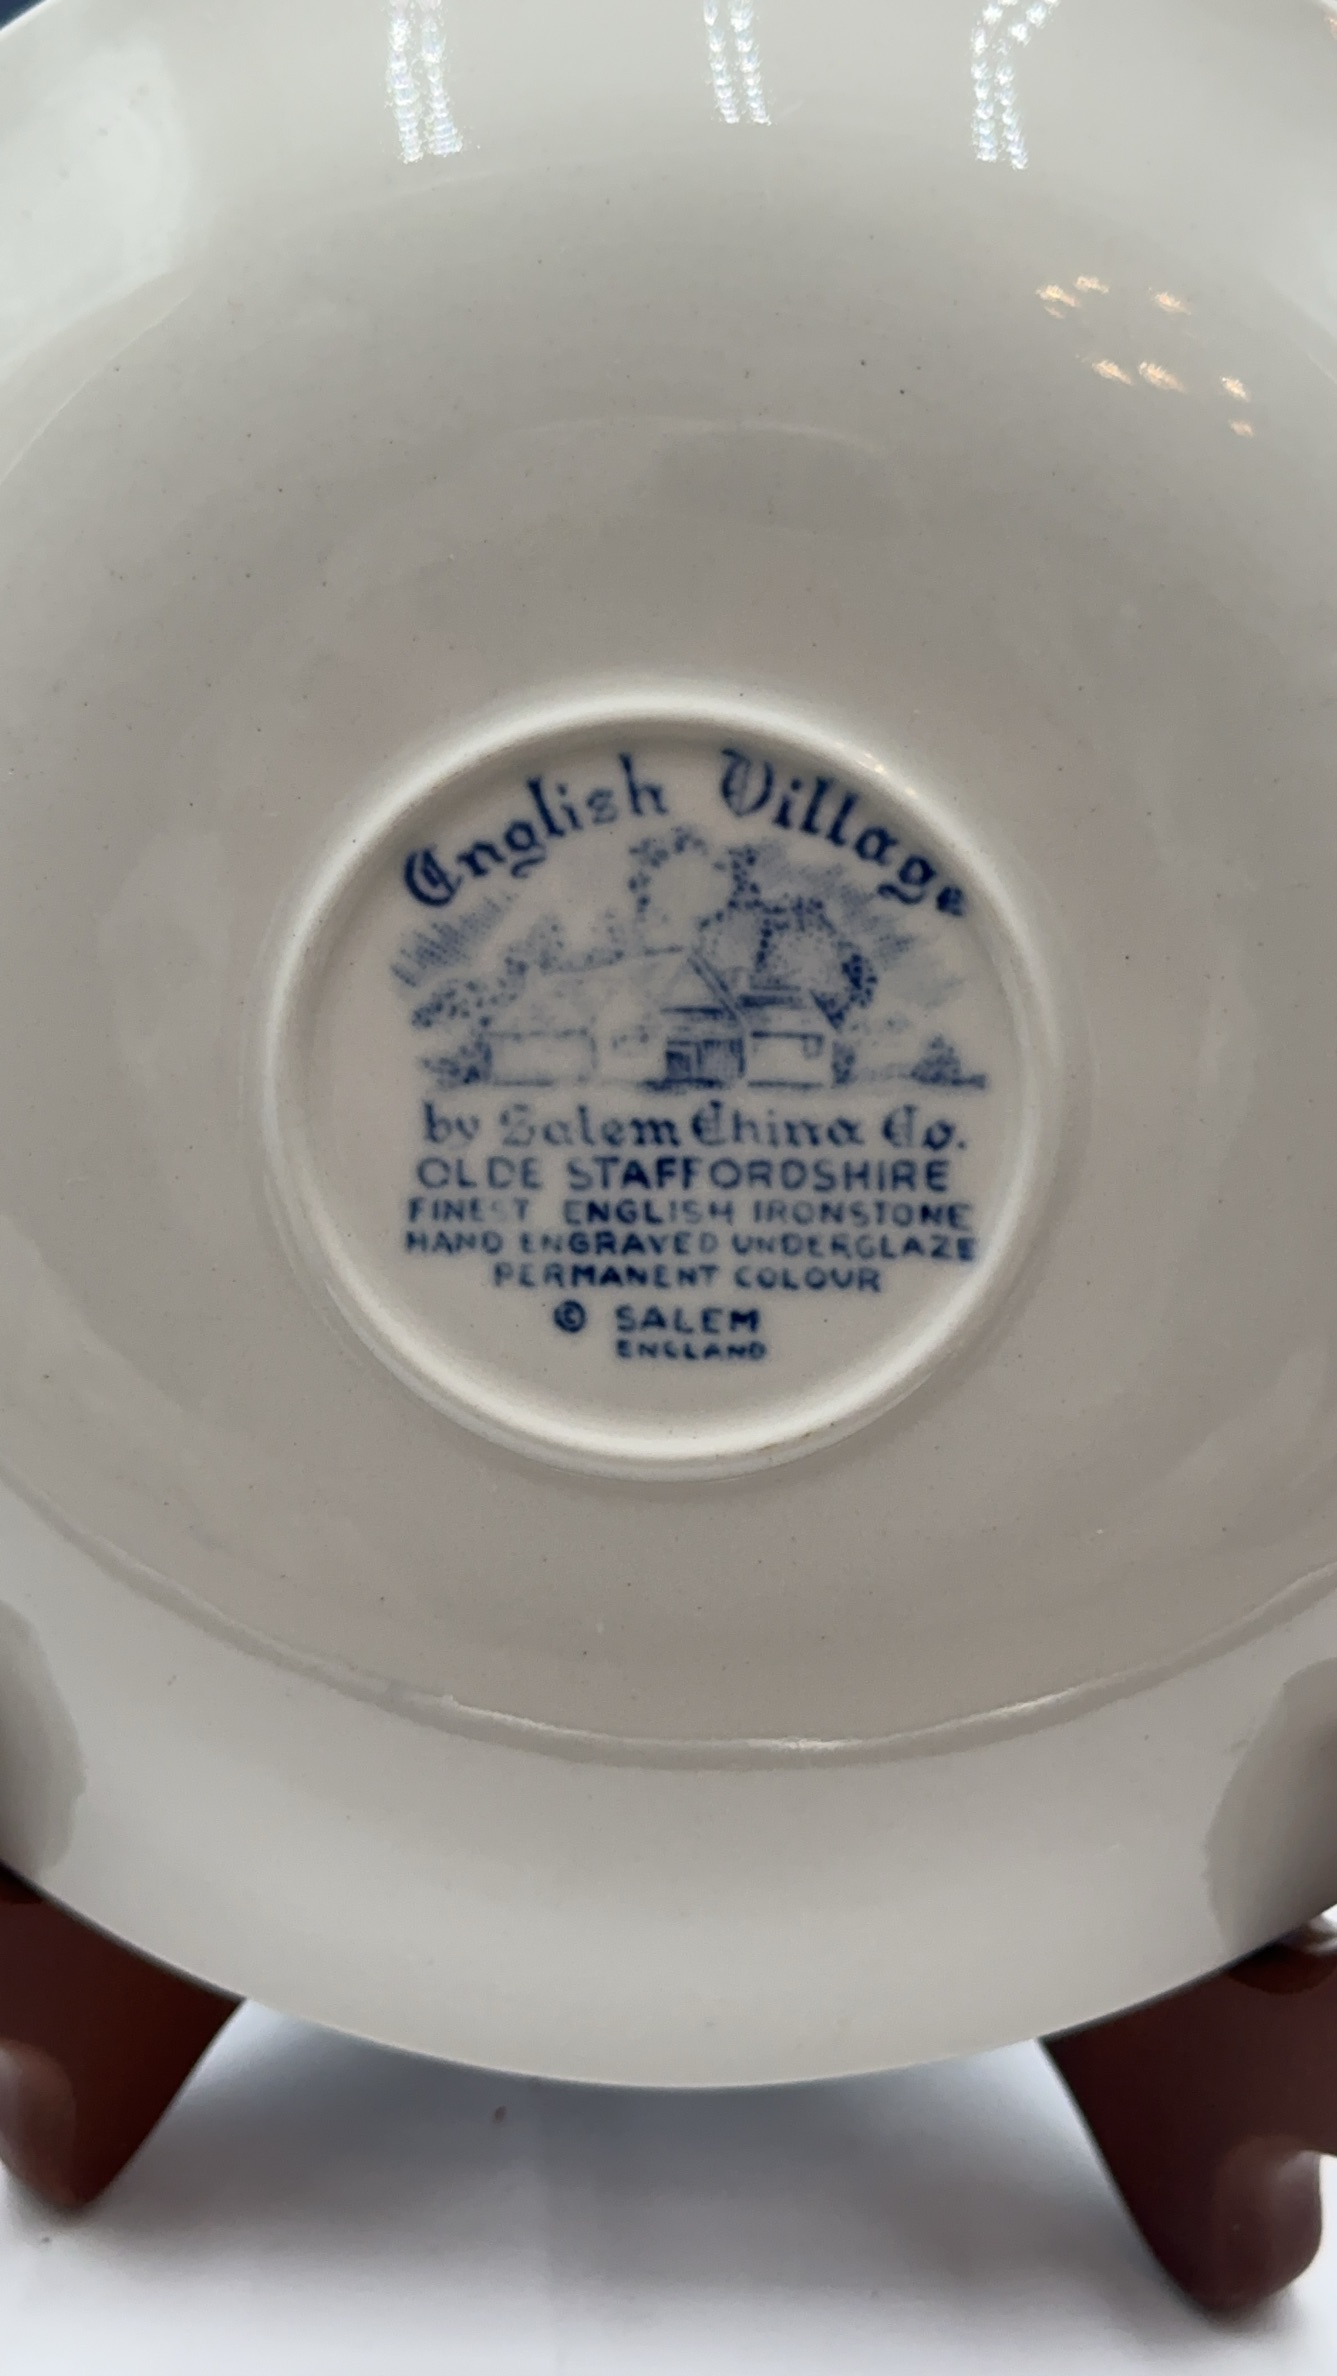 English Village
by Salem China Co.
OLDE STAFFORDSHIRE
FINEST ENGLISH IRONSTONE
HAND ENGRAVED UNDERGLAZE
PERMANENT COLOUR
© SALEM
ENGLAND